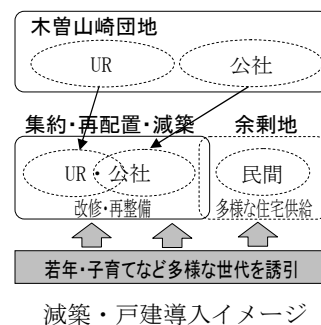 木曽山崎団地
UR 公社
集約・再配置・減築 余剰地
UR・公社 民間
改修・再整備 多様な住宅供給
若年・子育てなど多様な世代を誘引
減築・戸建導入イメージ